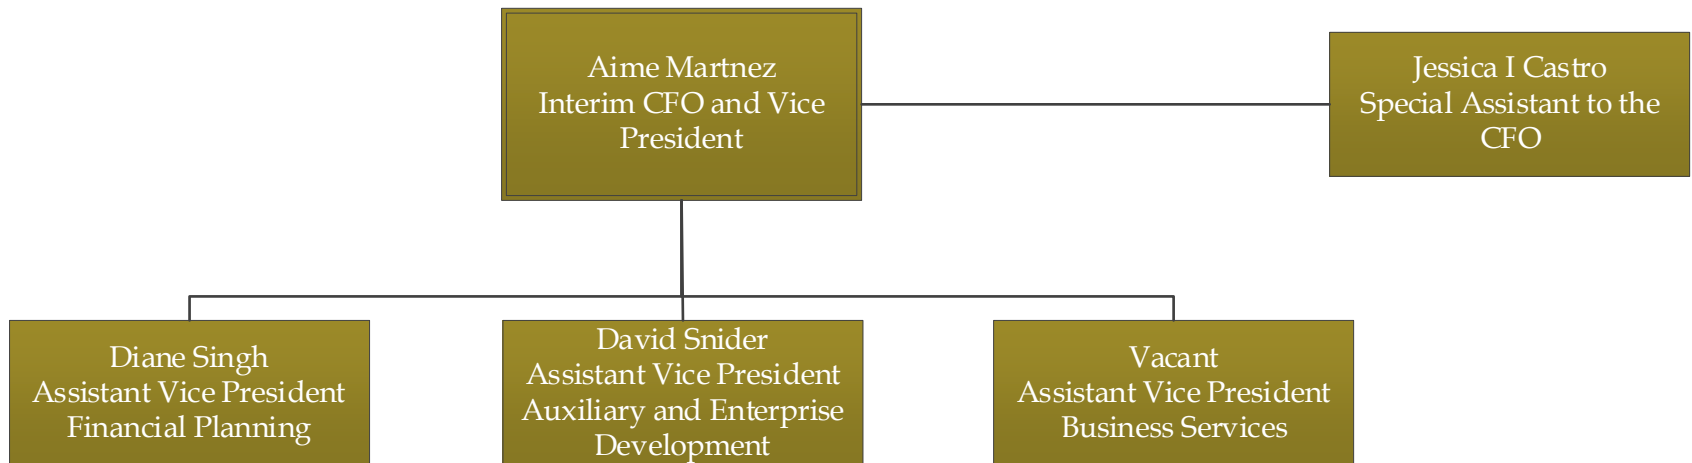 Aime Martnez
Interim CFO and Vice
President
Jessica I Castro
Special Assistant to the
CFO
Diane Singh
Assistant Vice President
Financial Planning
David Snider
Assistant Vice President
Auxiliary and Enterprise
Development
Vacant
Assistant Vice President
Business Services